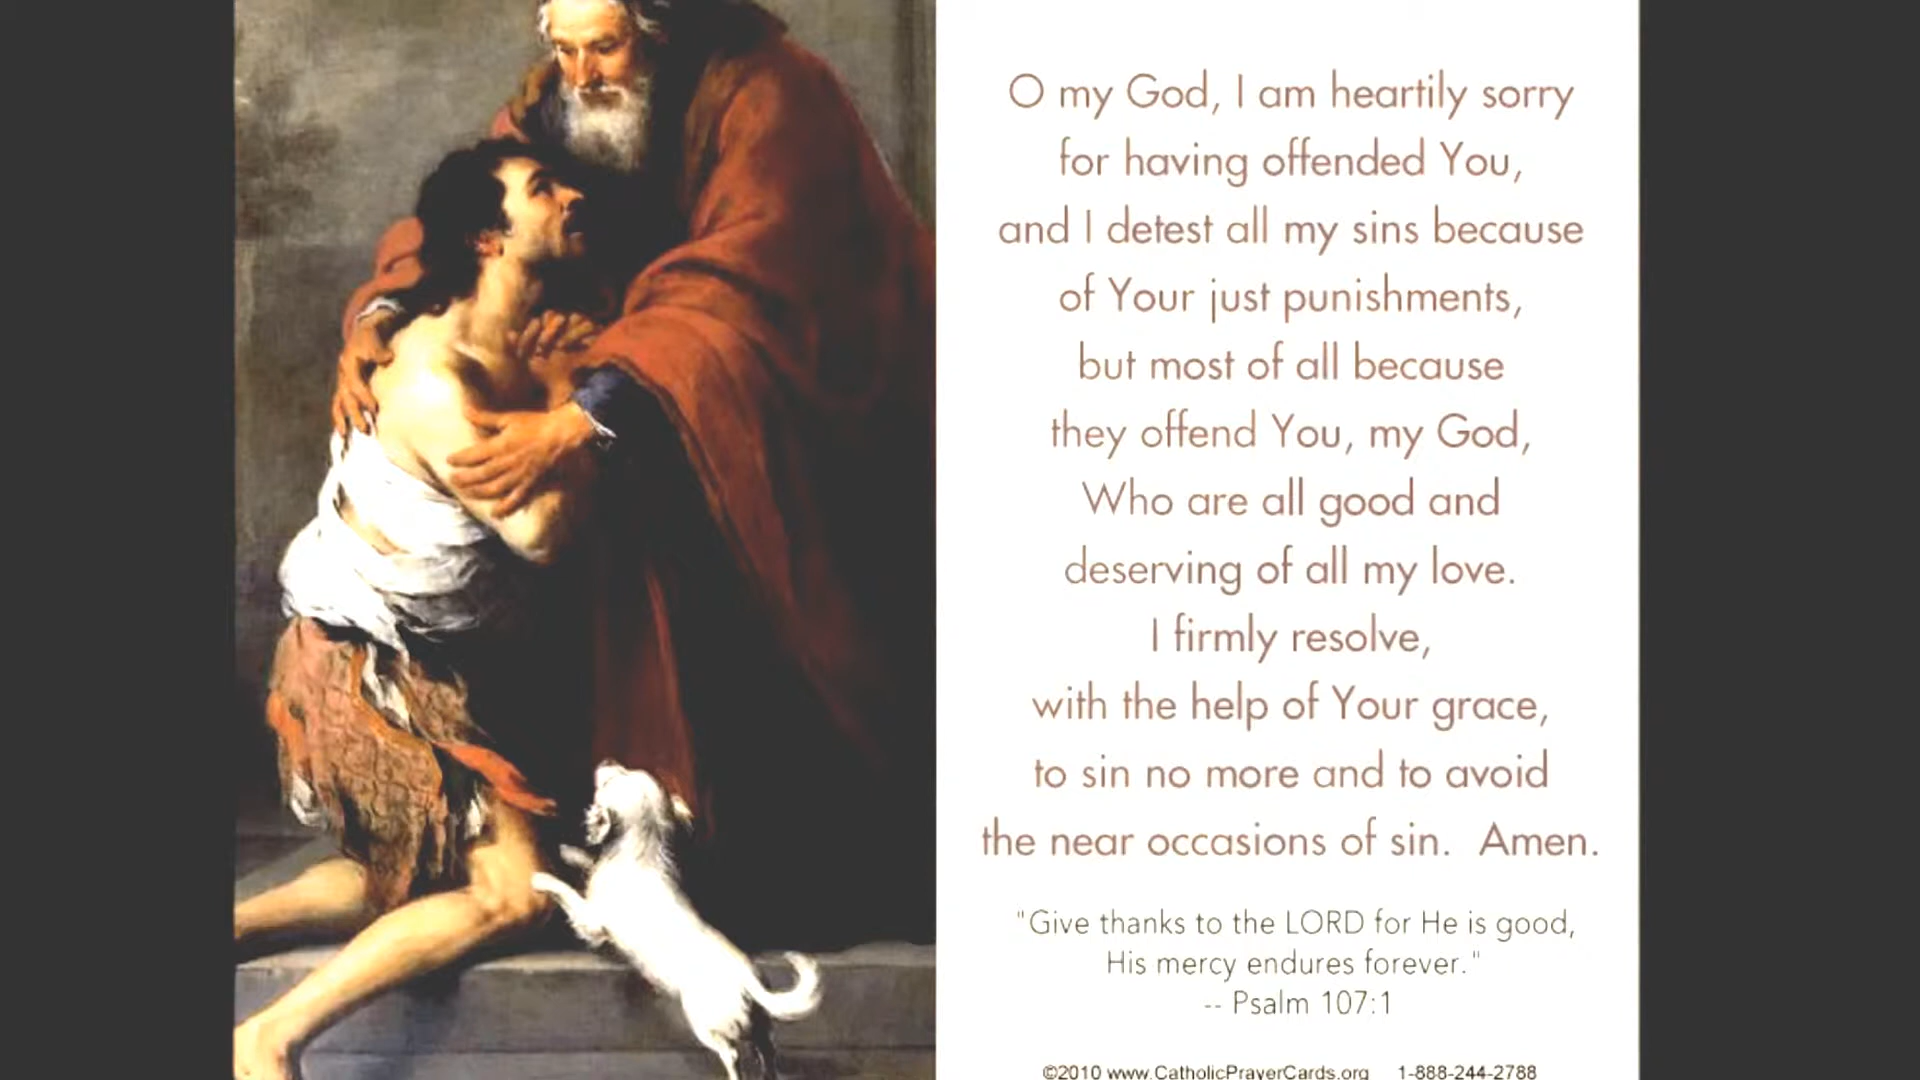 O my God, I am heartily sorry
for having offended You,
and I detest all my sins because
of Your just punishments,
but most of all because
they offend You, my God,
Who are all good and
deserving of all my love.
I firmly resolve,
with the help of Your grace,
to sin no more and to avoid
the near occasions of sin.  Amen.
"Give thanks to the LORD for He is good,
His mercy endures forever."
-- Psalm 107:1
©2010 www.CatholicPrayerCards.org 1-888-244-2788